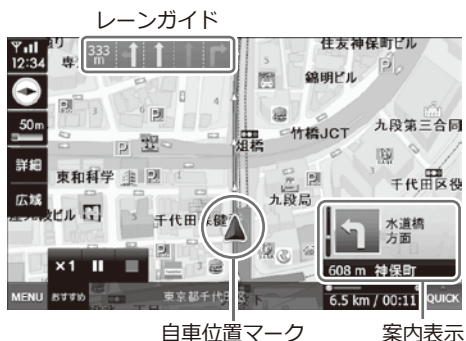 レーンガイド
12:34
333
m
住友神保町ビル
錦明ビル
50m
竹橋JCT
九段第三合同
俎橋
詳細
東和科学
千代田区役
広域
九段局
ビル
千代田
保健
水道橋
方面
×1
608 m 神保町
MENU
おすすめ
東京都千代
6.5 km / 00:11
QUICK
自車位置マーク
案内表示